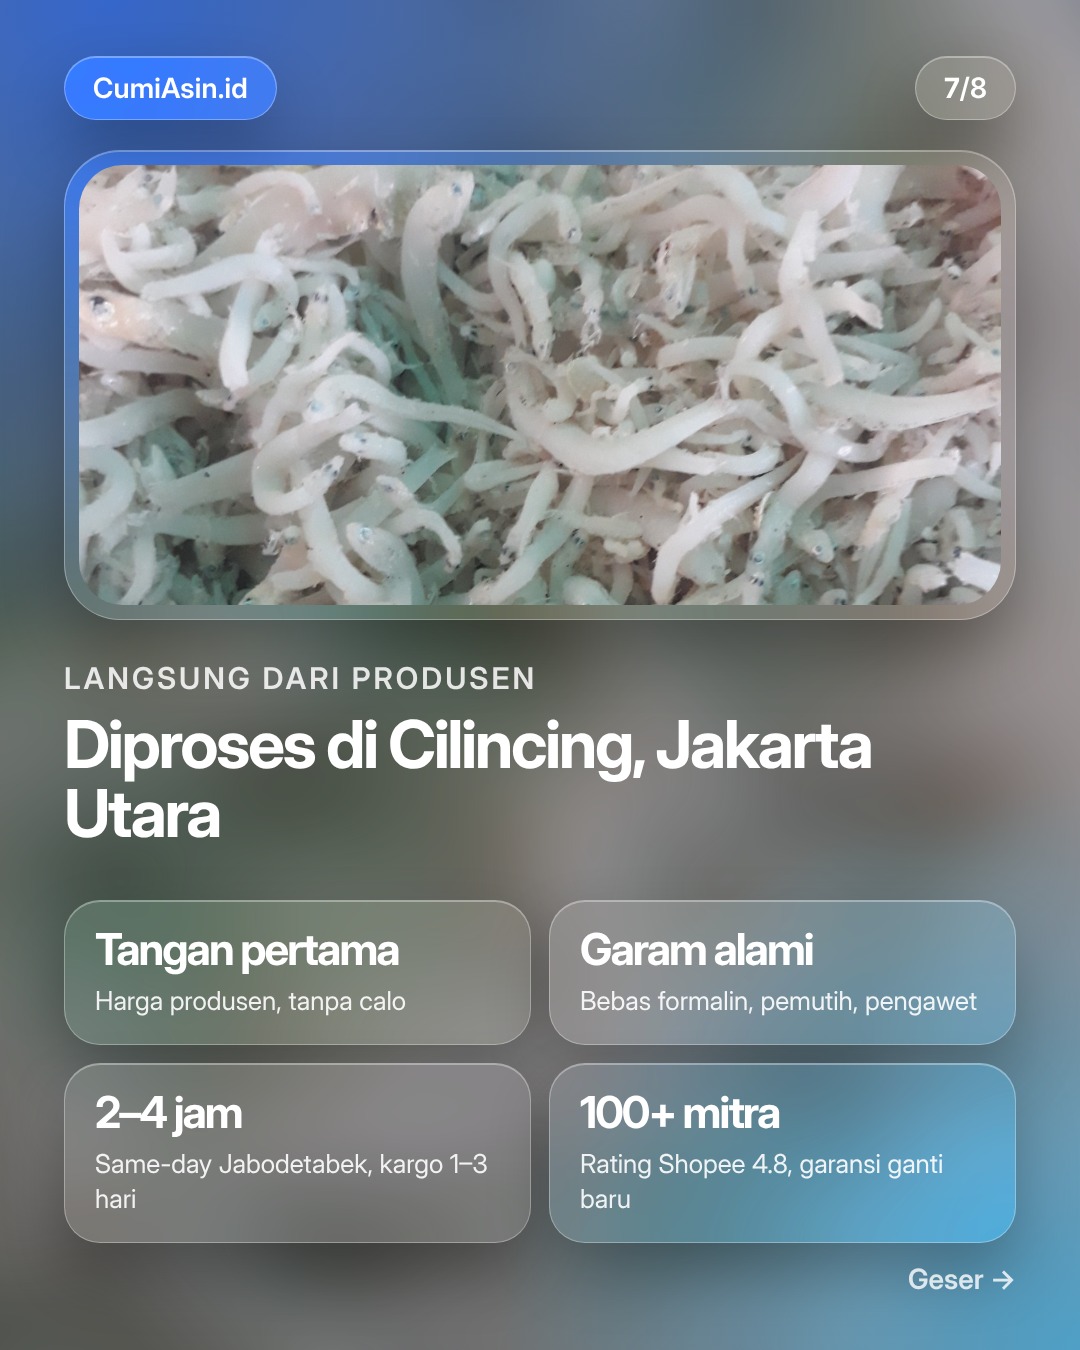 CumiAsin.id
7/8
LANGSUNG DARI PRODUSEN
Diproses di Cilincing, Jakarta
Utara
Tangan pertama
Harga produsen, tanpa calo
Garam alami
Bebas formalin, pemutih, pengawet
2–4 jam
Same-day Jabodetabek, kargo 1–3
hari
100+ mitra
Rating Shopee 4.8, garansi ganti
baru
Geser →